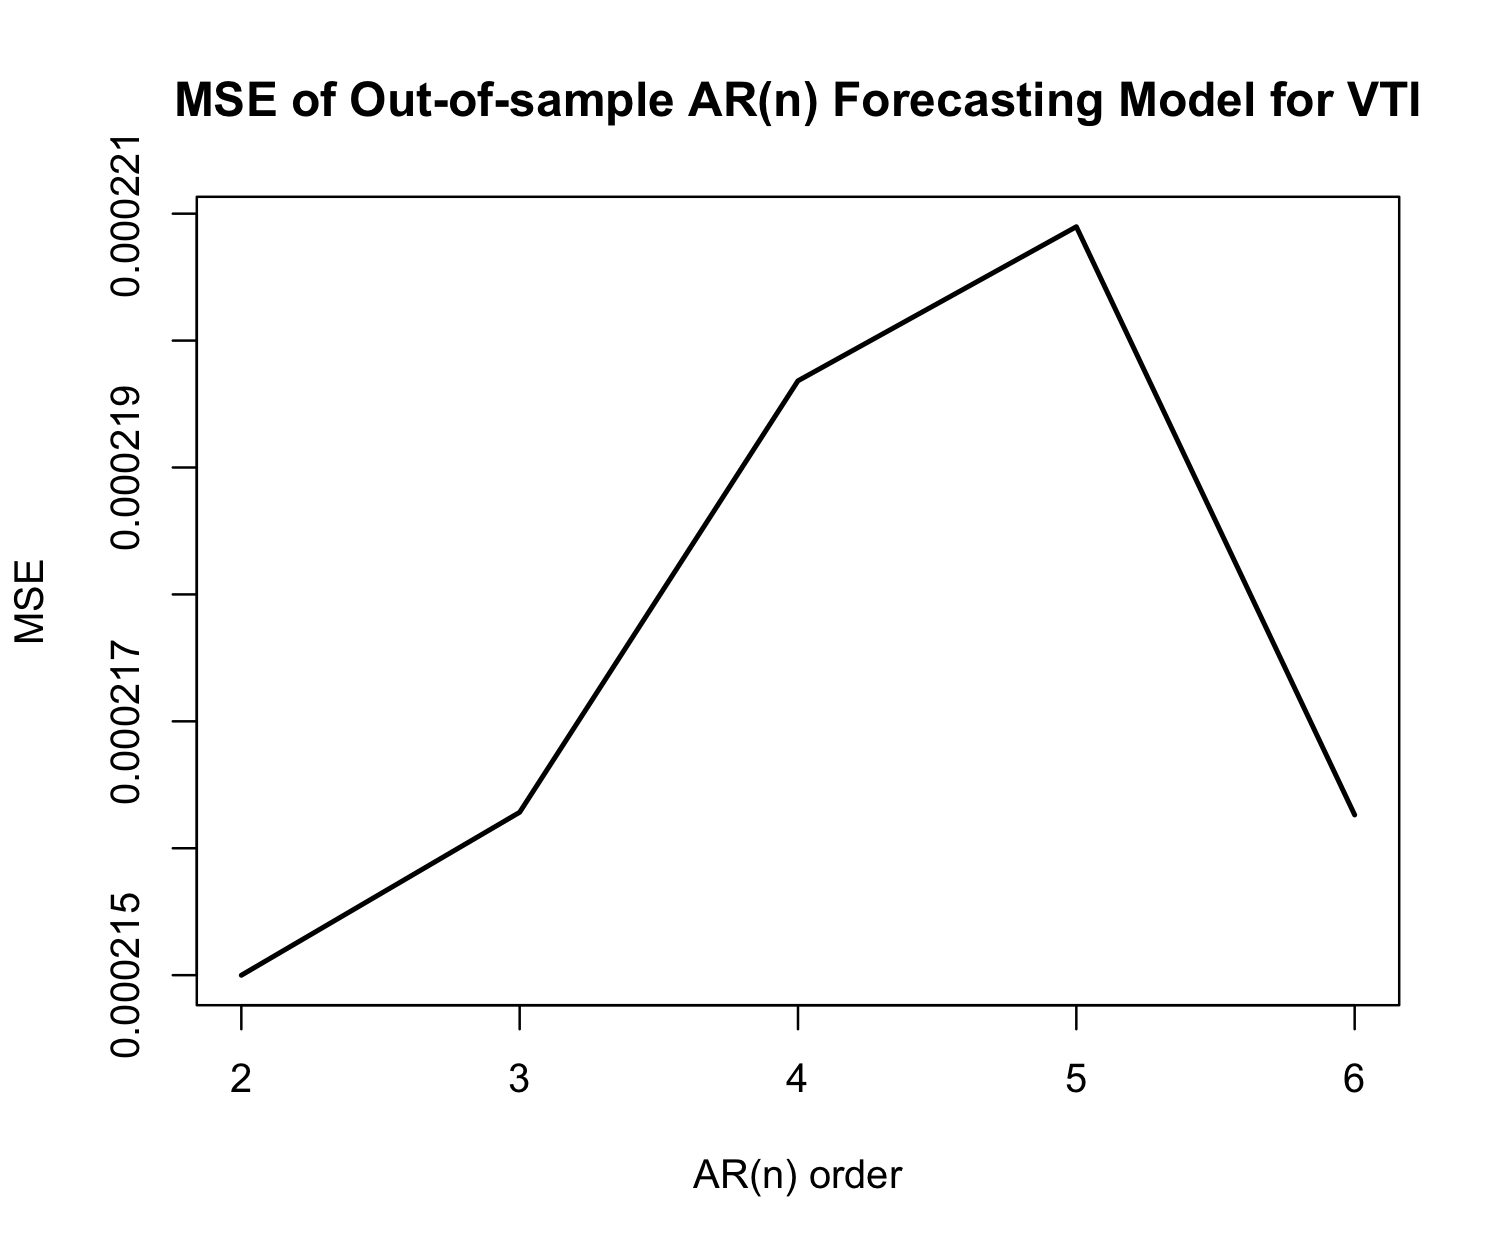 MSE of Out-of-sample AR(n) Forecasting Model for VTI
0.000221
0.000219
0.000217
0.000215
MSE
2 3 4 5 6
AR(n) order